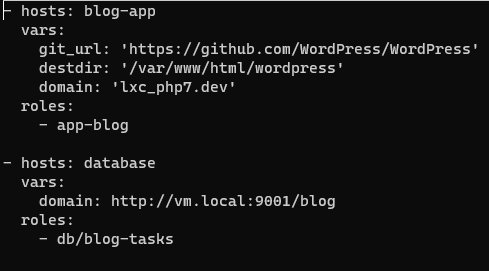 - hosts: blog-app
  vars:
    git_url: 'https://github.com/WordPress/WordPress'
    destdir: '/var/www/html/wordpress'
    domain: 'lxc_php7.dev'
  roles:
    - app-blog

- hosts: database
  vars:
    domain: http://vm.local:9001/blog
  roles:
    - db/blog-tasks